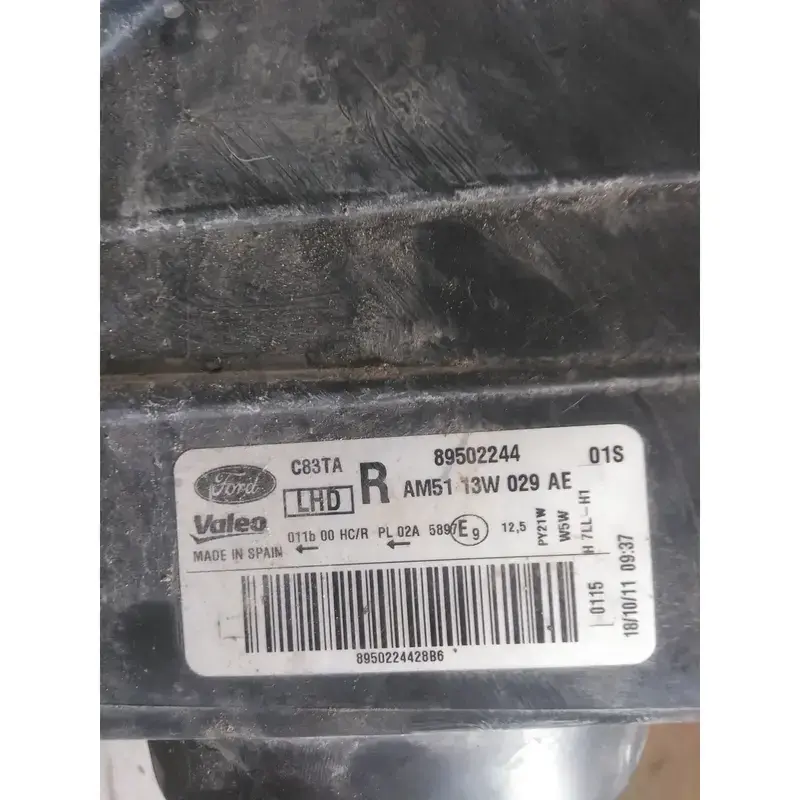 Ford C83TA 89502244 01S
LHD R AM51 13W 029 AE
Valeo 011b 00 HC/R PL 02A 5897 E9 12,5 PY21W W5W H 7LL-H1
MADE IN SPAIN
0115
18/10/11 09:37
8950224428B6